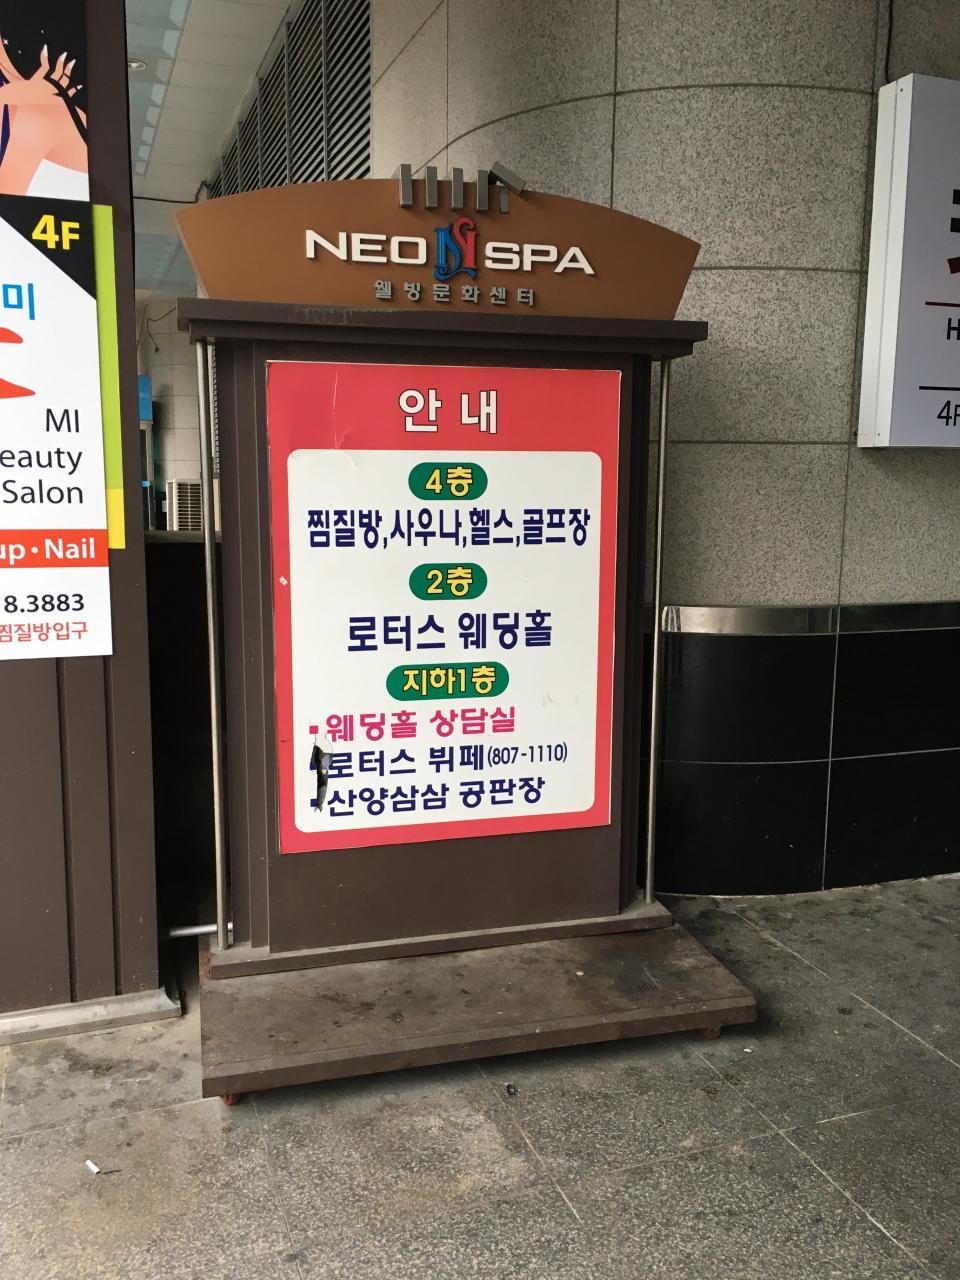 4F
미
MI
eauty
Salon
up • Nail
8.3883
찜질방입구
NEO SPA
웰빙문화센터
안내
4층
찜질방,사우나,헬스,골프장
2층
로터스 웨딩홀
지하1층
웨딩홀 상담실
로터스 뷔페(807-1110)
산양삼삼 공판장
H
4F